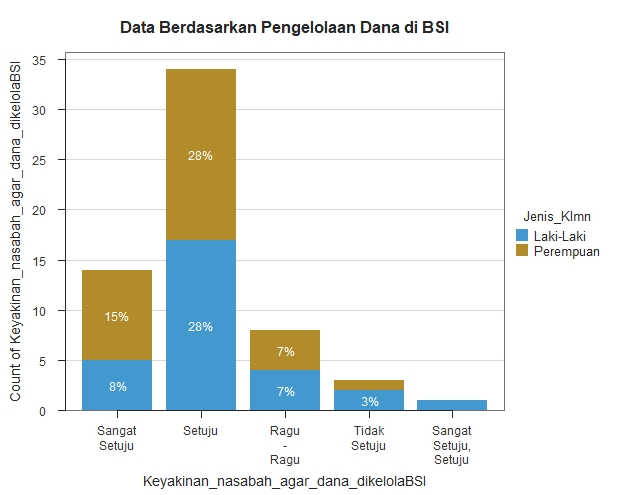 Data Berdasarkan Pengelolaan Dana di BSI
Count of Keyakinan_nasabah_agar_dana_dikelolaBSI
35
30
25
20
15
10
5
0
28%
28%
15%
8%
7%
7%
3%
Sangat
Setuju
Setuju
Ragu
-
Ragu
Tidak
Setuju
Sangat
Setuju,
Setuju
Keyakinan_nasabah_agar_dana_dikelolaBSI
Jenis_Klmn
Laki-Laki
Perempuan